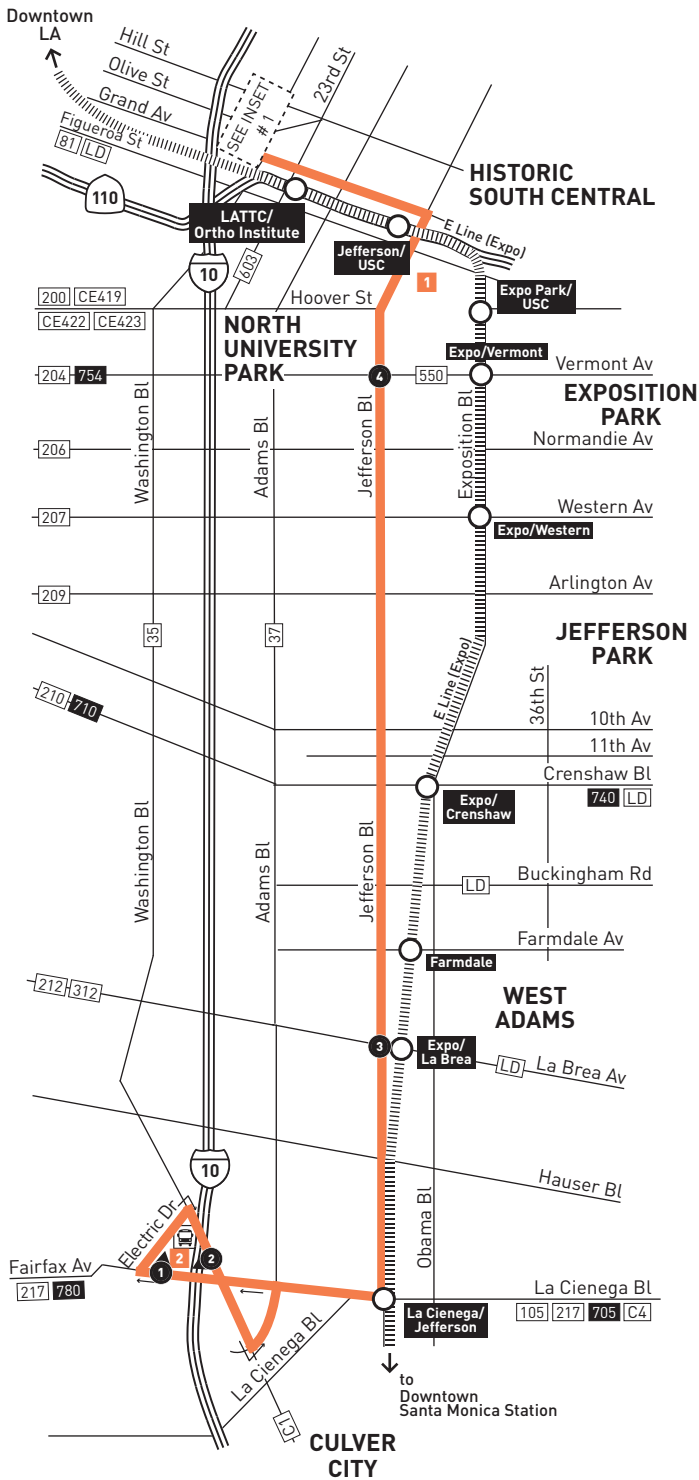 Downtown
LA
Hill St
Olive St
Grand Av
Figueroa St
81 LD
SEE INSET
#1
23rd St
HISTORIC
SOUTH CENTRAL
110
LATTC/
Ortho Institute
E Line (Expo)
Jefferson/
USC
10
603
1
Expo Park/
USC
200 CE419
CE422 CE423
Hoover St
NORTH
UNIVERSITY
PARK
Expo/Vermont
204 754
4
550
Vermont Av
EXPOSITION
PARK
Washington Bl
Adams Bl
Jefferson Bl
Exposition Bl
206
Normandie Av
207
Western Av
Expo/Western
209
Arlington Av
35
37
JEFFERSON
PARK
E Line (Expo)
36th St
210 710
10th Av
11th Av
Crenshaw Bl
740 LD
Expo/
Crenshaw
Washington Bl
Adams Bl
Jefferson Bl
LD
Buckingham Rd
Farmdale Av
Farmdale
212 312
WEST
ADAMS
3
Expo/
La Brea
LD
La Brea Av
10
Hauser Bl
Electric Dr
Obama Bl
2
2
1
Fairfax Av
217 780
La Cienega Bl
La Cienega Bl
La Cienega/
Jefferson
105 217 705 C4
to
Downtown
Santa Monica Station
C1
CULVER
CITY